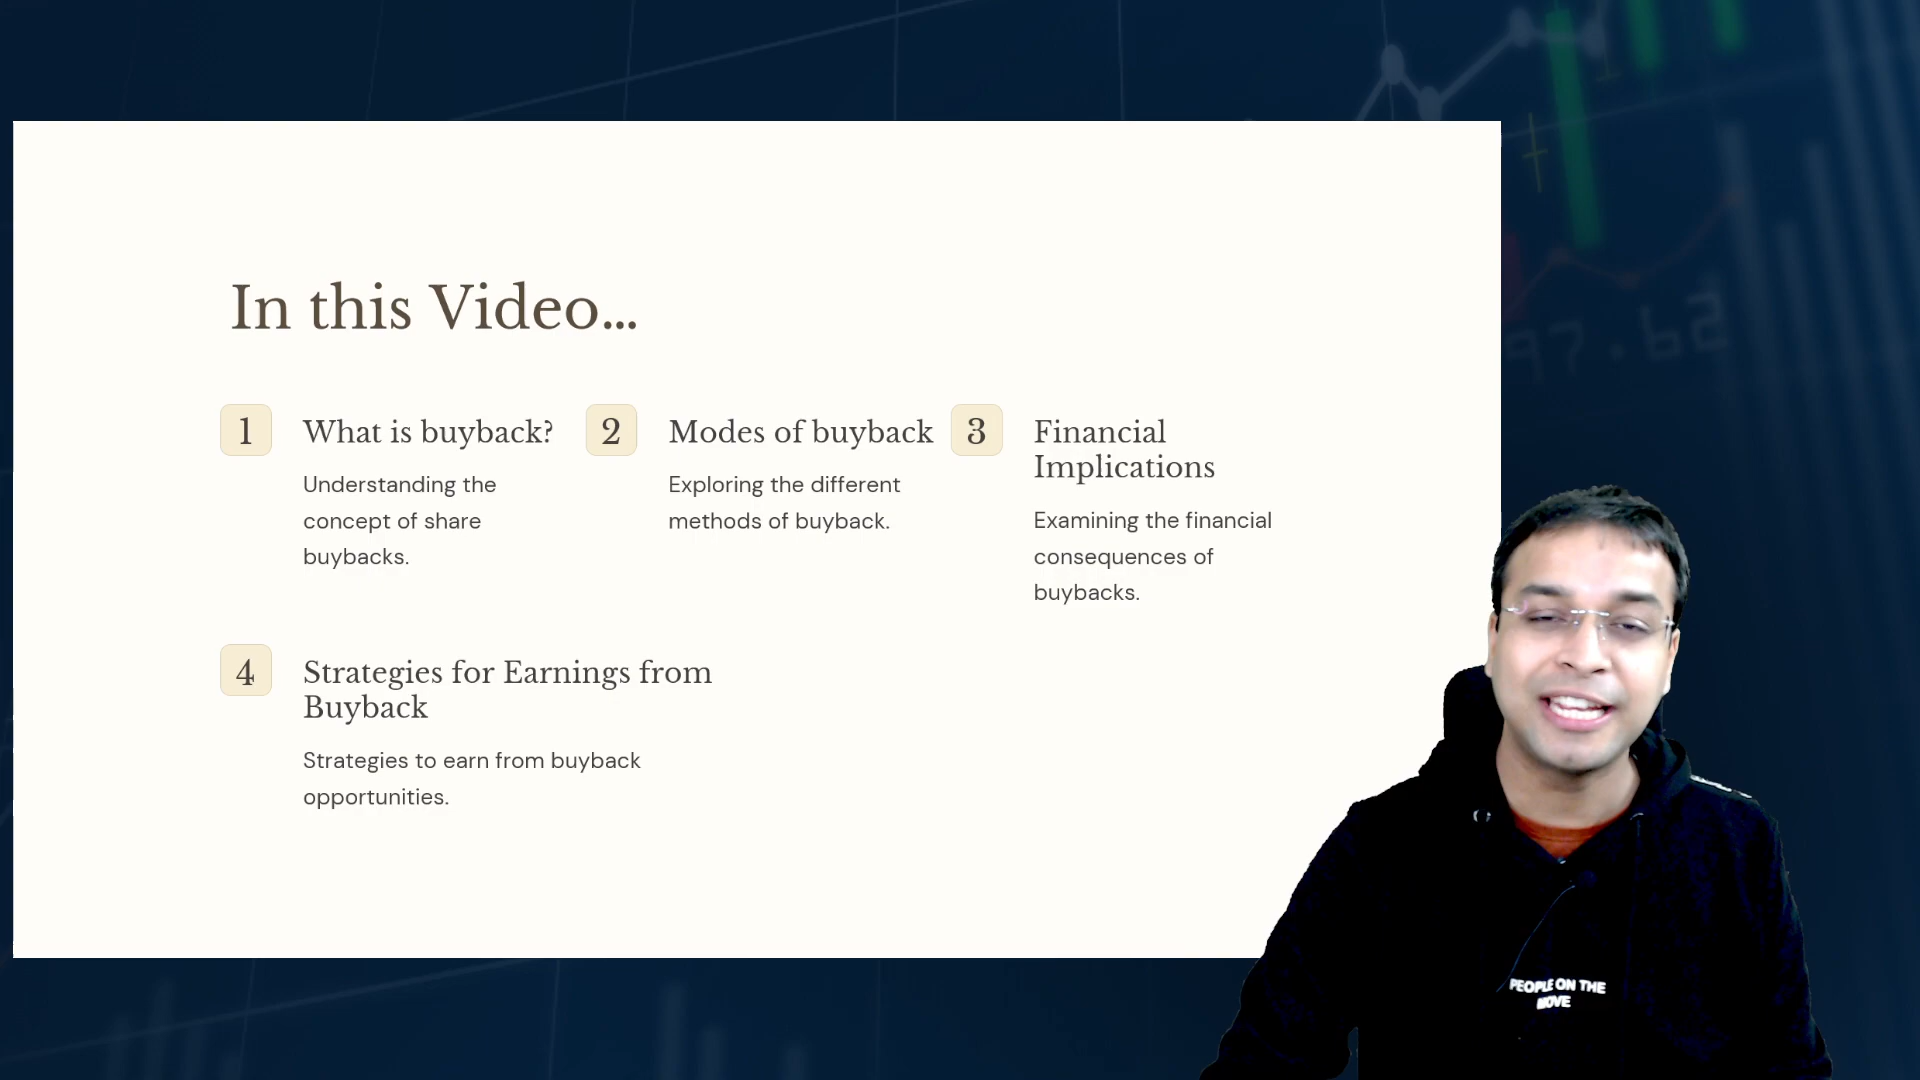 In this Video...
1
What is buyback?
Understanding the
concept of share
buybacks.
2
Modes of buyback
Exploring the different
methods of buyback.
3
Financial
Implications
Examining the financial
consequences of
buybacks.
4
Strategies for Earnings from
Buyback
Strategies to earn from buyback
opportunities.
97.62
PEOPLE ON THE
MOVE